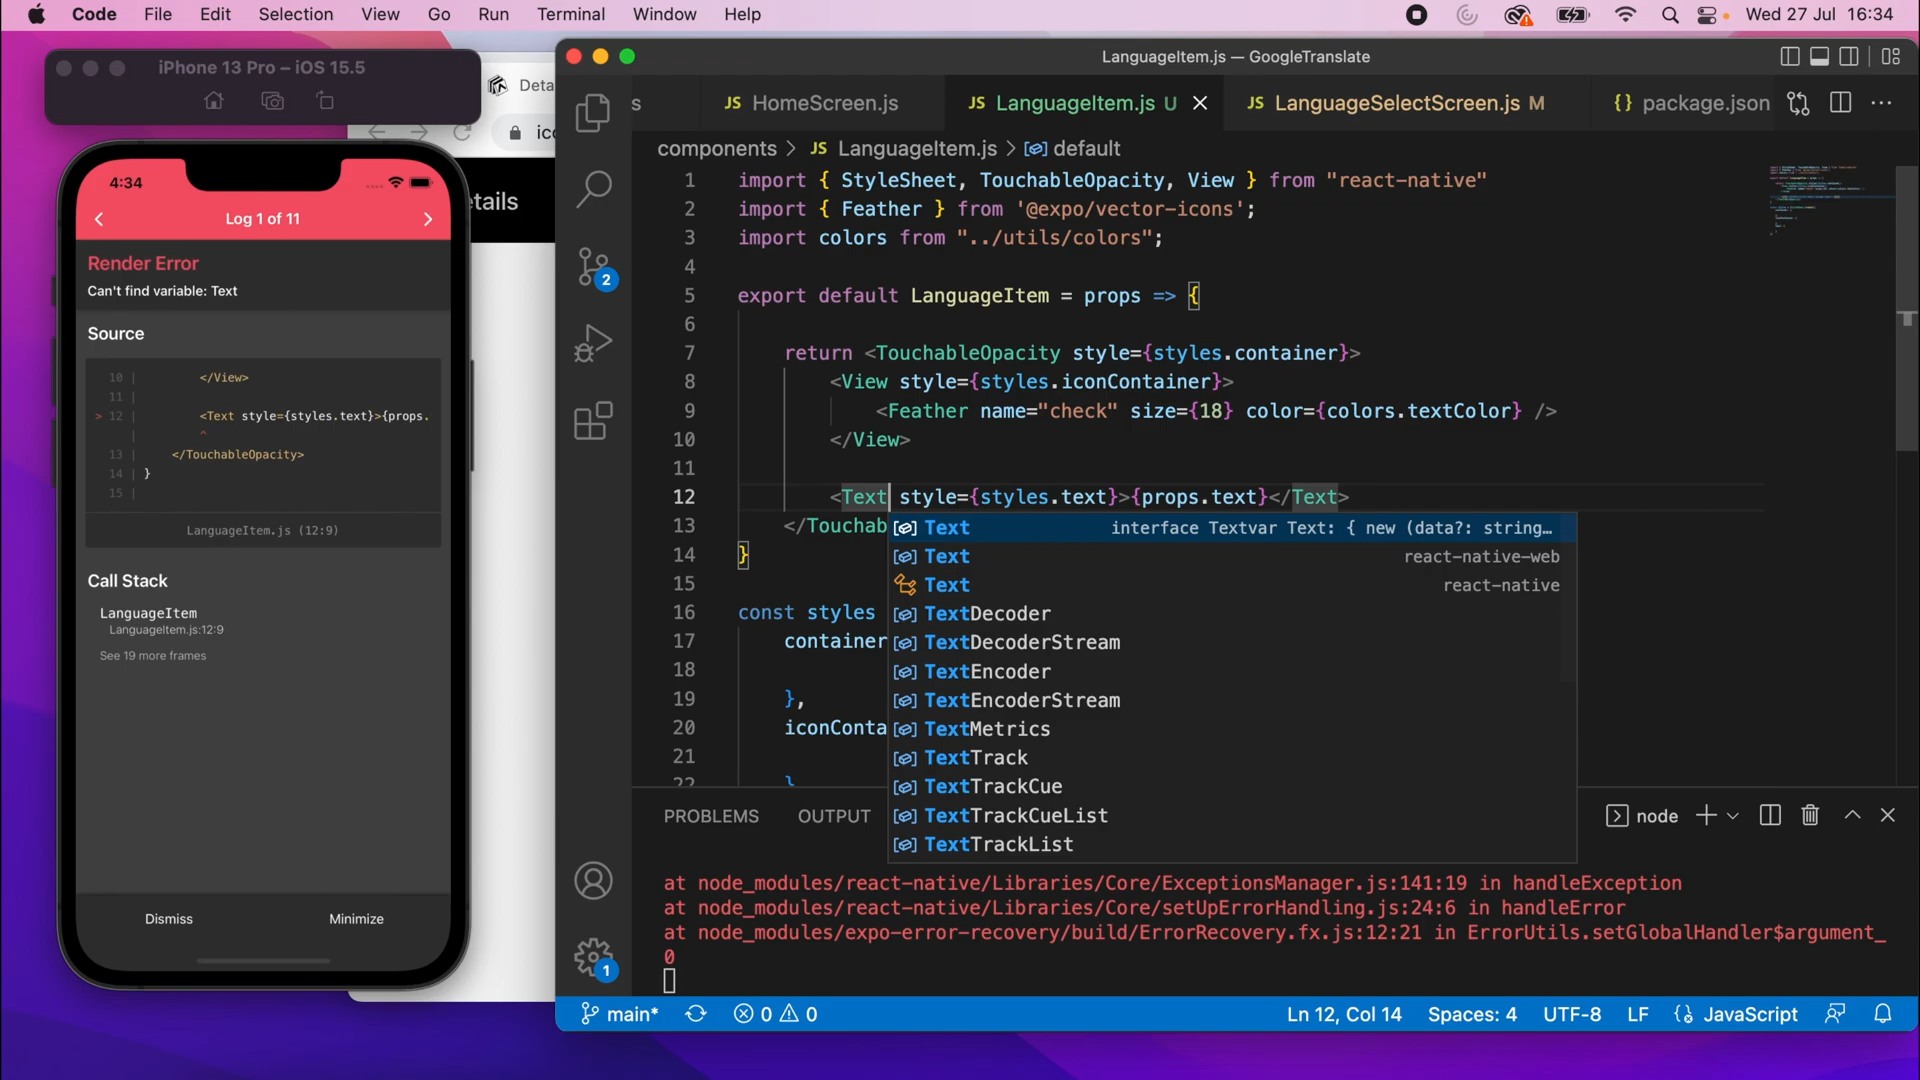 Code File Edit Selection View Go Run Terminal Window Help Wed 27 Jul 16:34
iPhone 13 Pro – iOS 15.5
Deta
ico
etails
4:34
Log 1 of 11
Render Error
Can't find variable: Text
Source
10 | </View>
11 |
> 12 | <Text style={styles.text}>{props.
| ^
13 | </TouchableOpacity>
14 | }
15 |
LanguageItem.js (12:9)
Call Stack
LanguageItem
LanguageItem.js:12:9
See 19 more frames
Dismiss Minimize
LanguageItem.js — GoogleTranslate
s JS HomeScreen.js JS LanguageItem.js U JS LanguageSelectScreen.js M {} package.json
components > JS LanguageItem.js > default
1 import { StyleSheet, TouchableOpacity, View } from "react-native"
2 import { Feather } from '@expo/vector-icons';
3 import colors from "../utils/colors";
4
5 export default LanguageItem = props => {
6
7 return <TouchableOpacity style={styles.container}>
8 <View style={styles.iconContainer}>
9 <Feather name="check" size={18} color={colors.textColor} />
10 </View>
11
12 <Text style={styles.text}>{props.text}</Text>
13 </Touchab
14 }
15
16 const styles
17 container
18
19 },
20 iconConta
21
22 }
Text interface Textvar Text: { new (data?: string…
Text react-native-web
Text react-native
TextDecoder
TextDecoderStream
TextEncoder
TextEncoderStream
TextMetrics
TextTrack
TextTrackCue
TextTrackCueList
TextTrackList
2
1
PROBLEMS OUTPUT node
at node_modules/react-native/Libraries/Core/ExceptionsManager.js:141:19 in handleException
at node_modules/react-native/Libraries/Core/setUpErrorHandling.js:24:6 in handleError
at node_modules/expo-error-recovery/build/ErrorRecovery.fx.js:12:21 in ErrorUtils.setGlobalHandler$argument_
0
main* 0 0 Ln 12, Col 14 Spaces: 4 UTF-8 LF JavaScript